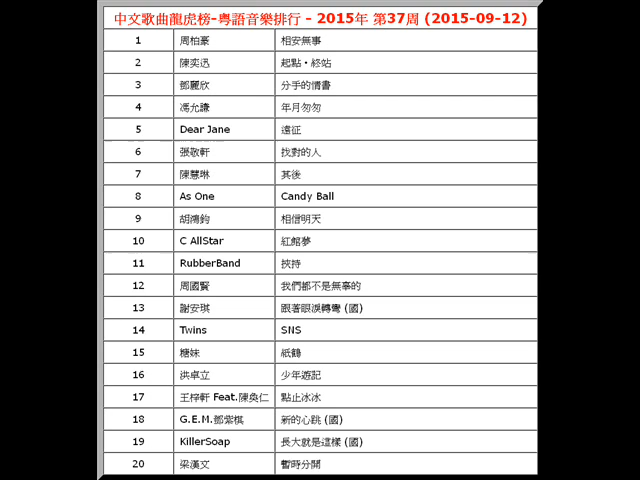 中文歌曲龍虎榜-粵語音樂排行 - 2015年 第37周 (2015-09-12)
1 周柏豪 相安無事
2 陳奕迅 起點‧終站
3 鄧麗欣 分手的情書
4 馮允謙 年月勿勿
5 Dear Jane 遠征
6 張敬軒 找對的人
7 陳慧琳 其後
8 As One Candy Ball
9 胡鴻鈞 相信明天
10 C AllStar 紅館夢
11 RubberBand 挾持
12 周國賢 我們都不是無辜的
13 謝安琪 跟著眼淚轉彎 (國)
14 Twins SNS
15 糖妹 紙鶴
16 洪卓立 少年遊記
17 王梓軒 Feat.陳奐仁 點止冰冰
18 G.E.M.鄧紫棋 新的心跳 (國)
19 KillerSoap 長大就是這樣 (國)
20 梁漢文 暫時分開